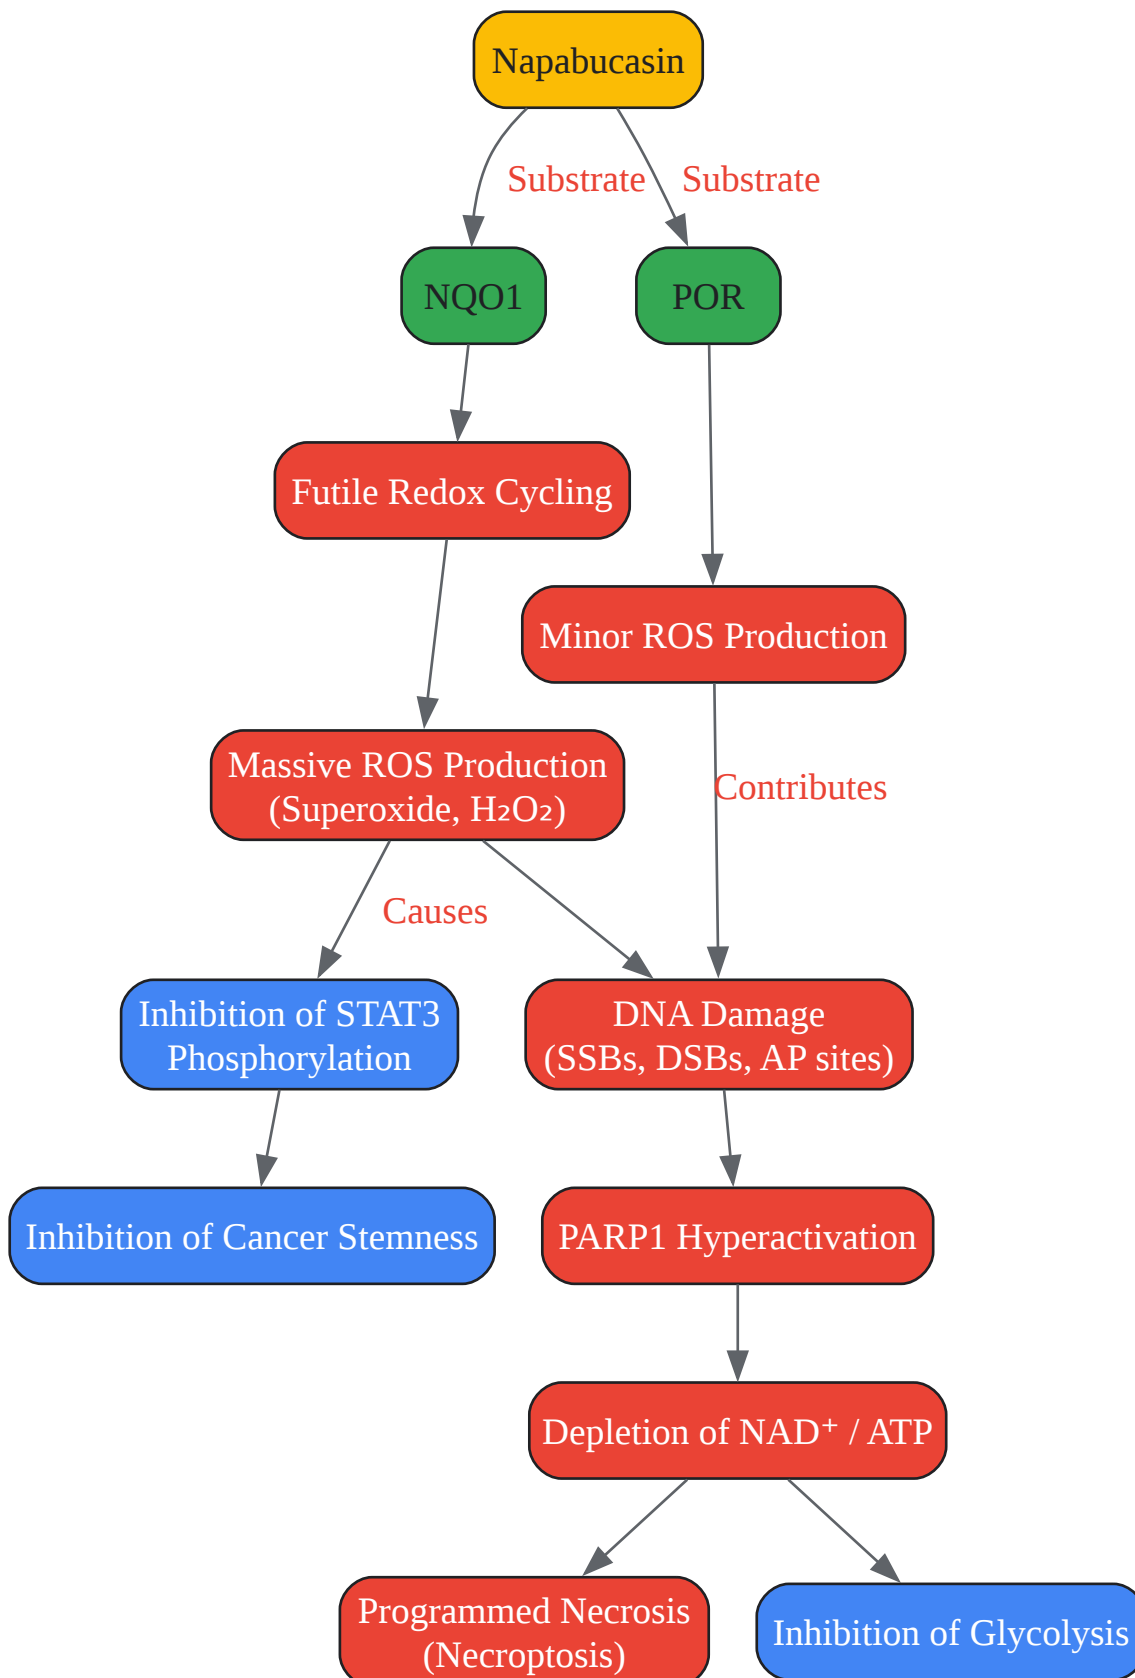 Napabucasin
Substrate
Substrate
NQO1
POR
Futile Redox Cycling
Minor ROS Production
Massive ROS Production
(Superoxide, H₂O₂)
Contributes
Causes
Inhibition of STAT3
Phosphorylation
DNA Damage
(SSBs, DSBs, AP sites)
Inhibition of Cancer Stemness
PARP1 Hyperactivation
Depletion of NAD⁺ / ATP
Programmed Necrosis
(Necroptosis)
Inhibition of Glycolysis